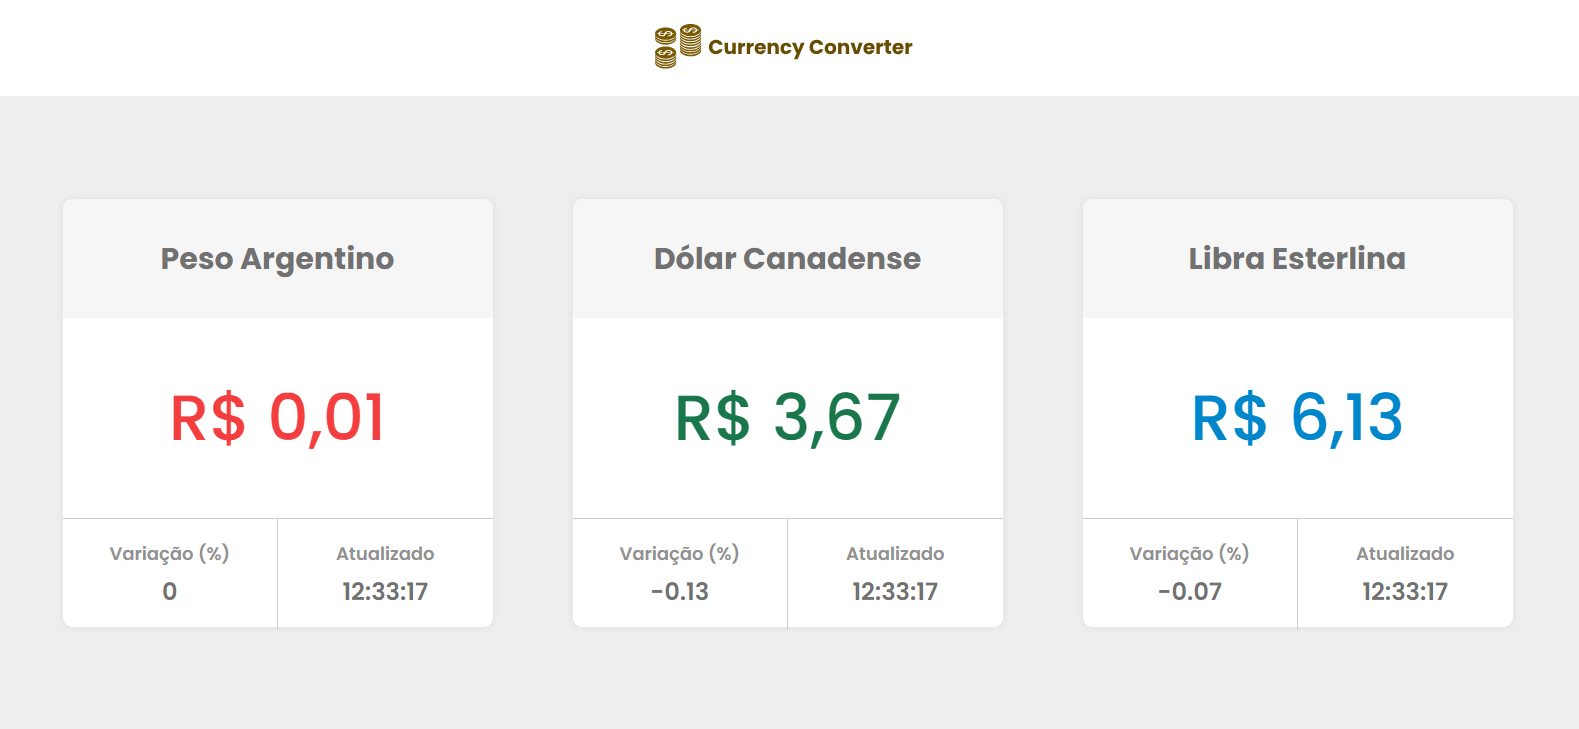 Currency Converter
Peso Argentino
R$ 0,01
Variação (%)
0
Atualizado
12:33:17
Dólar Canadense
R$ 3,67
Variação (%)
-0.13
Atualizado
12:33:17
Libra Esterlina
R$ 6,13
Variação (%)
-0.07
Atualizado
12:33:17